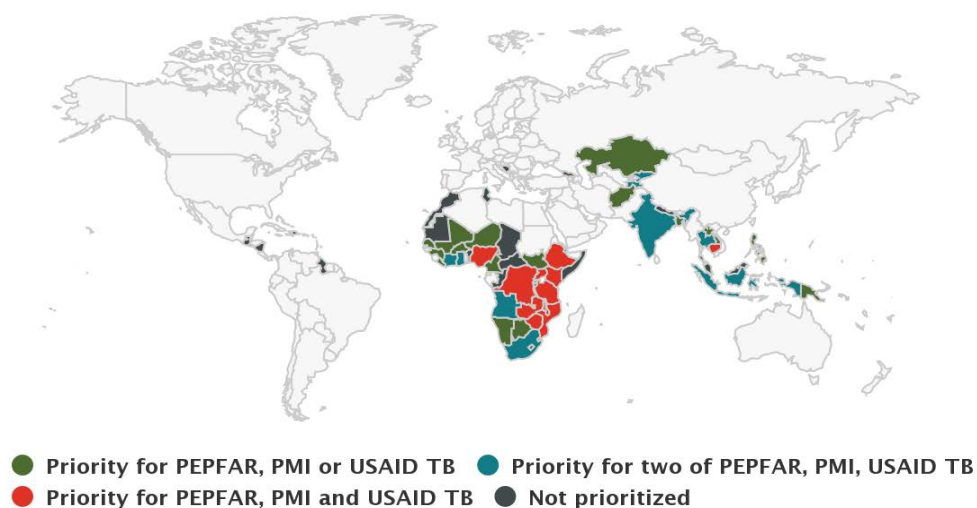 Priority for PEPFAR, PMI or USAID TB
Priority for two of PEPFAR, PMI, USAID TB
Priority for PEPFAR, PMI and USAID TB
Not prioritized